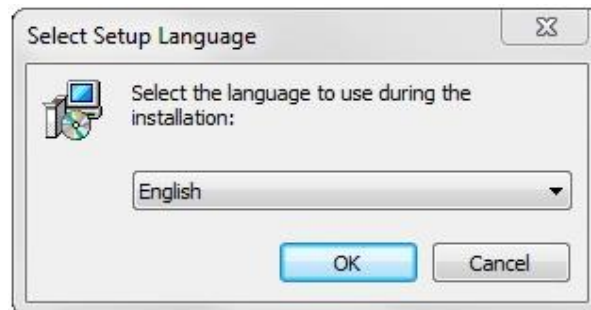 Select Setup Language
Select the language to use during the
installation:
English
OK
Cancel